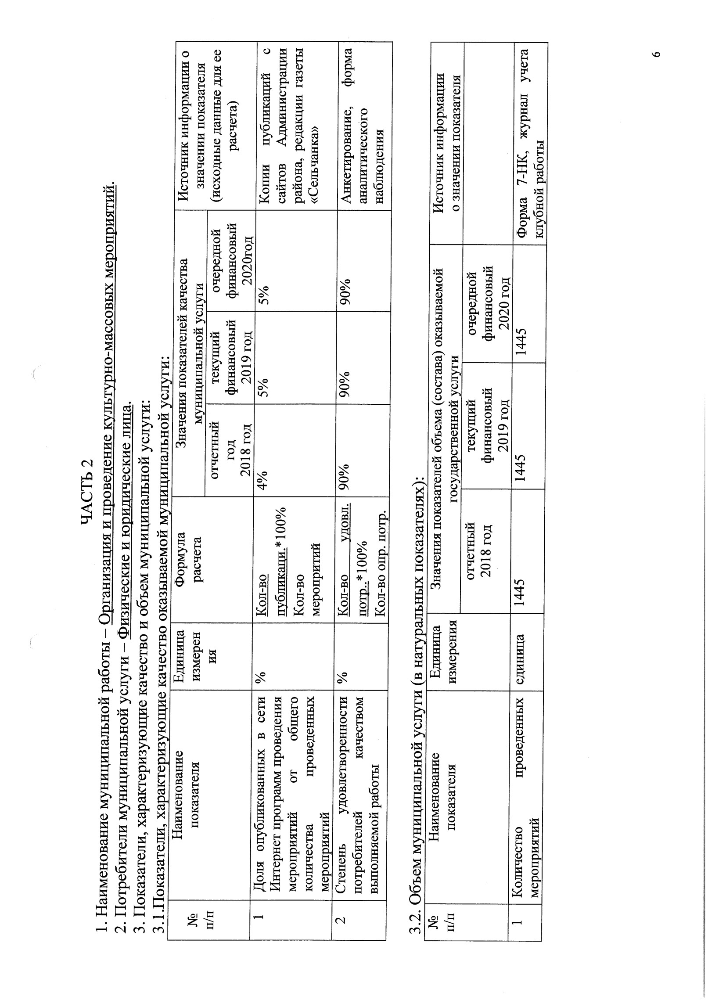 ЧАСТЬ 2
1. Наименование муниципальной работы – Организация и проведение культурно-массовых мероприятий.
2. Потребители муниципальной услуги – Физические и юридические лица.
3. Показатели, характеризующие качество и объем муниципальной услуги:
3.1.Показатели, характеризующие качество оказываемой муниципальной услуги:
№
п/п
Наименование
показателя
Единица
измерен
ия
Формула
расчета
Значения показателей качества
муниципальной услуги
Источник информации о
значении показателя
(исходные данные для ее
расчета)
отчетный
год
2018 год
текущий
финансовый
2019 год
очередной
финансовый
2020год
1
Доля опубликованных в сети
Интернет программ проведения
мероприятий от общего
количества проведенных
мероприятий
%
Кол-во
публикаци.*100%
Кол-во
меропритий
4%
5%
5%
Копии публикаций с
сайтов Администрации
района, редакции газеты
«Сельчанка»
2
Степень удовлетворенности
потребителей качеством
выполняемой работы
%
Кол-во удовл.
потр..*100%
Кол-во опр. потр.
90%
90%
90%
Анкетирование, форма
аналитического
наблюдения
3.2. Объем муниципальной услуги (в натуральных показателях):
№
п/п
Наименование
показателя
Единица
измерения
Значения показателей объема (состава) оказываемой
государственной услуги
Источник информации
о значении показателя
отчетный
2018 год
текущий
финансовый
2019 год
очередной
финансовый
2020 год
1
Количество проведенных
мероприятий
единица
1445
1445
1445
Форма 7-НК, журнал учета
клубной работы
6